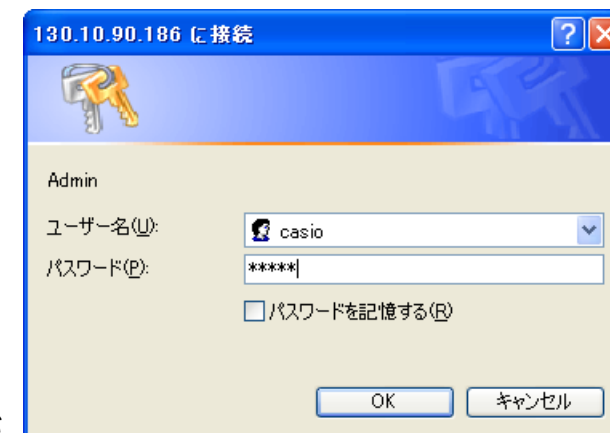 130.10.90.186 に接続
Admin
ユーザー名(U):
casio
パスワード(P):
*****
パスワードを記憶する(R)
OK
キャンセル